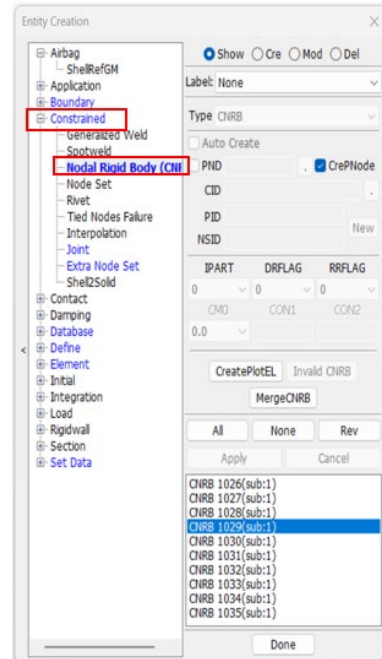 Entity Creation
Airbag
ShellRefGM
Application
Boundary
Constrained
Generalized Weld
Spotweld
Nodal Rigid Body (CNF
Node Set
Rivet
Tied Nodes Failure
Interpolation
Joint
Extra Node Set
Shell2Solid
Contact
Damping
Database
Define
Element
Initial
Integration
Load
Rigidwall
Section
Set Data
Show Cre Mod Del
Label: None
Type CNRB
Auto Create
PND . CrePNode
CID .
PID
NSID New
IPART DRFLAG RRFLAG
0 0 0
CMO CON1 CON2
0.0
CreatePlotEL Invalid CNRB
MergeCNRB
All None Rev
Apply Cancel
CNRB 1026(sub:1)
CNRB 1027(sub:1)
CNRB 1028(sub:1)
CNRB 1029(sub:1)
CNRB 1030(sub:1)
CNRB 1031(sub:1)
CNRB 1032(sub:1)
CNRB 1033(sub:1)
CNRB 1034(sub:1)
CNRB 1035(sub:1)
Done